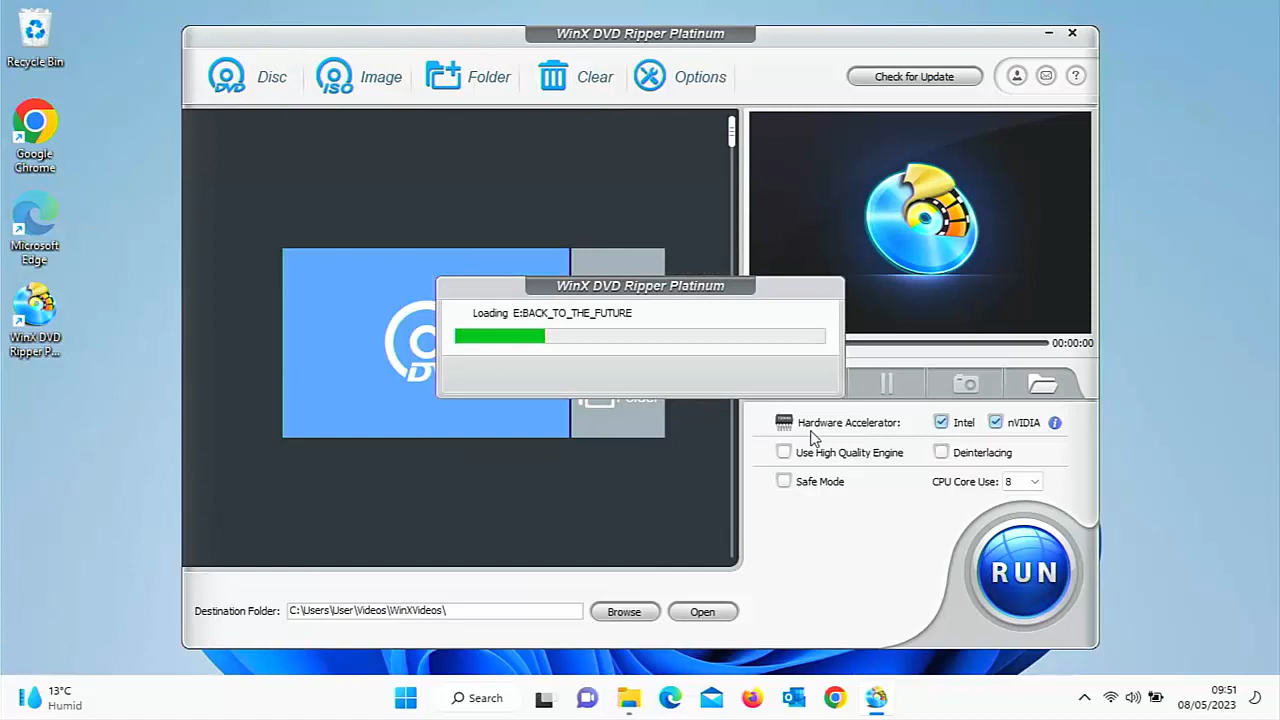 Recycle Bin
Google
Chrome
Microsoft
Edge
WinX DVD
Ripper P...
WinX DVD Ripper Platinum
DVD
Disc
ISO
Image
Folder
Clear
Options
Check for Update
?
WinX DVD Ripper Platinum
Loading E:BACK_TO_THE_FUTURE
00:00:00
Hardware Accelerator:
Intel
nVIDIA
Use High Quality Engine
Deinterlacing
Safe Mode
CPU Core Use:
8
RUN
Destination Folder:
C:\Users\User\Videos\WinXVideos\
Browse
Open
13°C
Humid
Search
09:51
08/05/2023